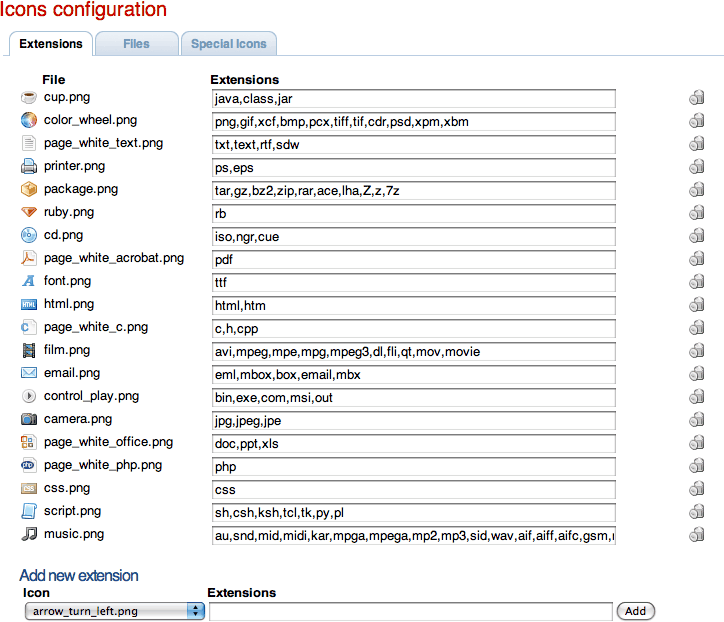 Icons configuration
Extensions Files Special Icons
File Extensions
cup.png java,class,jar
color_wheel.png png,gif,xcf,bmp,pcx,tiff,tif,cdr,psd,xpm,xbm
page_white_text.png txt,text,rtf,sdw
printer.png ps,eps
package.png tar,gz,bz2,zip,rar,ace,lha,Z,z,7z
ruby.png rb
cd.png iso,ngr,cue
page_white_acrobat.png pdf
font.png ttf
HTML html.png html,htm
page_white_c.png c,h,cpp
film.png avi,mpeg,mpe,mpg,mpeg3,dl,fli,qt,mov,movie
email.png eml,mbox,box,email,mbx
control_play.png bin,exe,com,msi,out
camera.png jpg,jpeg,jpe
page_white_office.png doc,ppt,xls
php page_white_php.png php
CSS css.png css
script.png sh,csh,ksh,tcl,tk,py,pl
music.png au,snd,mid,midi,kar,mpga,mpega,mp2,mp3,sid,wav,aif,aiff,aifc,gsm,
Add new extension
Icon Extensions
arrow_turn_left.png Add